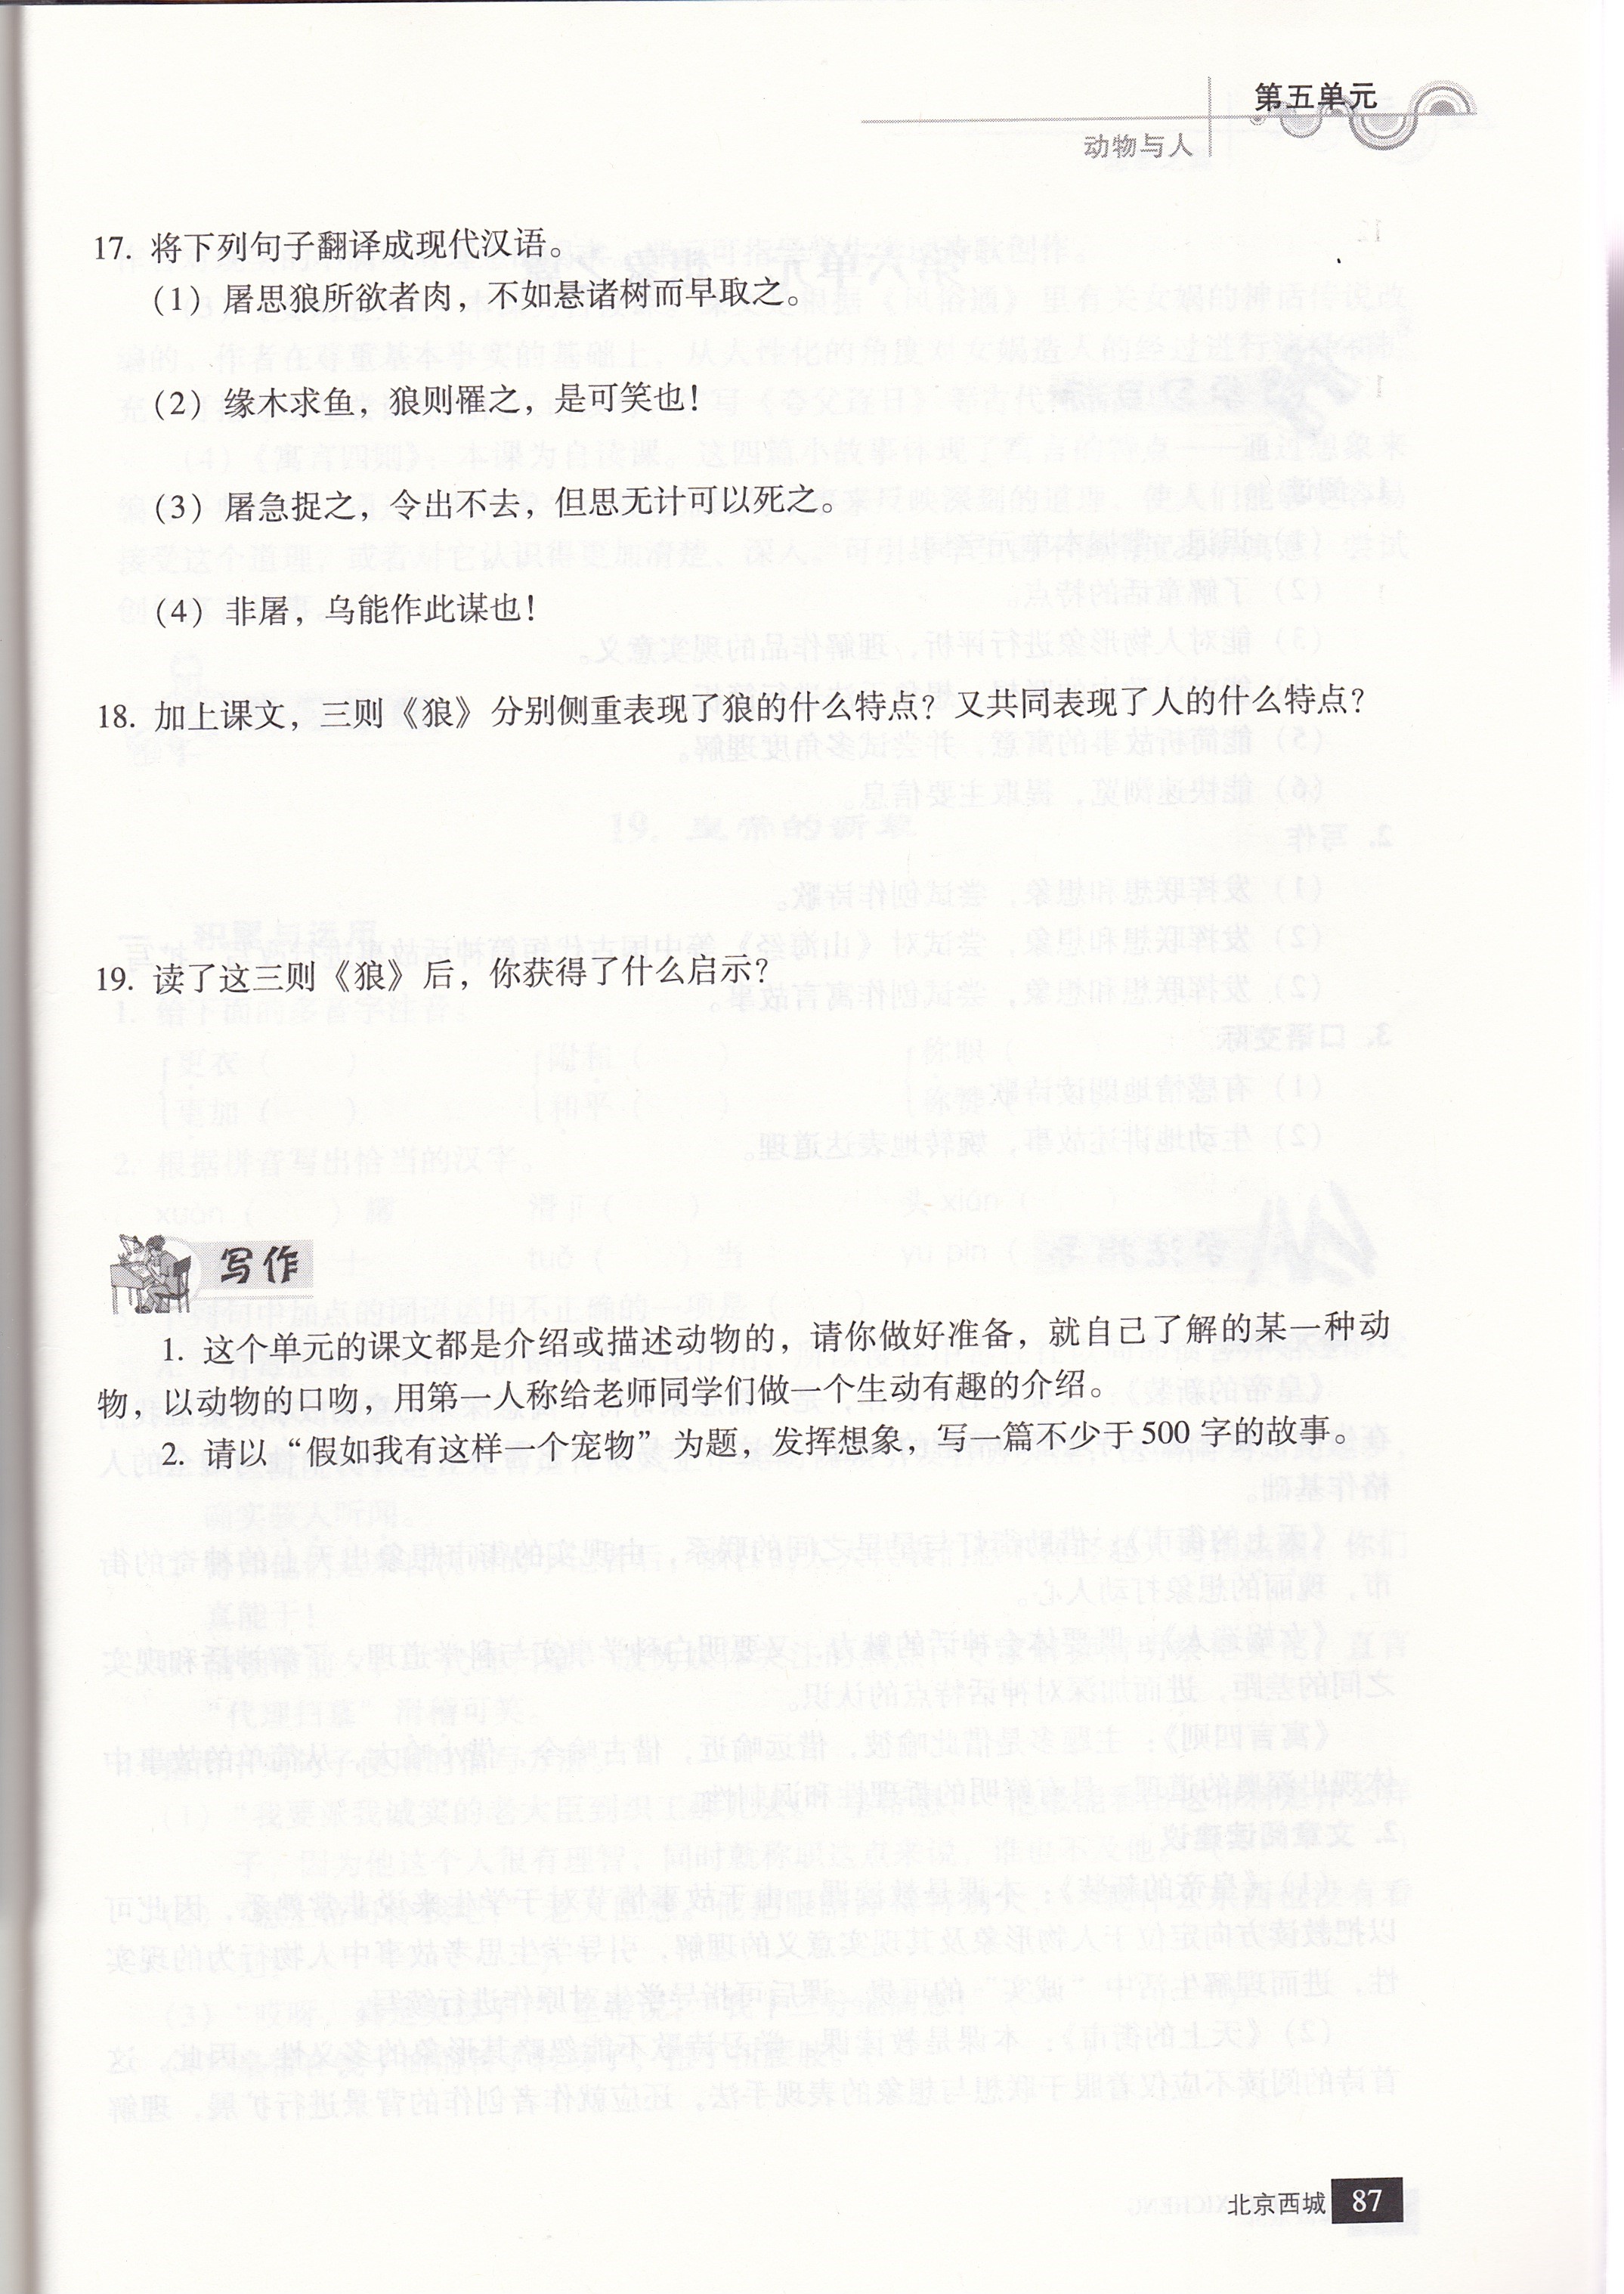 第五单元
动物与人
17. 将下列句子翻译成现代汉语。
(1) 屠思狼所欲者肉，不如悬诸树而早取之。
(2) 缘木求鱼，狼则罹之，是可笑也！
(3) 屠急捉之，令出不去，但思无计可以死之。
(4) 非屠，乌能作此谋也！
18. 加上课文，三则《狼》分别侧重表现了狼的什么特点？又共同表现了人的什么特点？
19. 读了这三则《狼》后，你获得了什么启示？
写作
1. 这个单元的课文都是介绍或描述动物的，请你做好准备，就自己了解的某一种动
物，以动物的口吻，用第一人称给老师同学们做一个生动有趣的介绍。
2. 请以“假如我有这样一个宠物”为题，发挥想象，写一篇不少于 500 字的故事。
北京西城 87